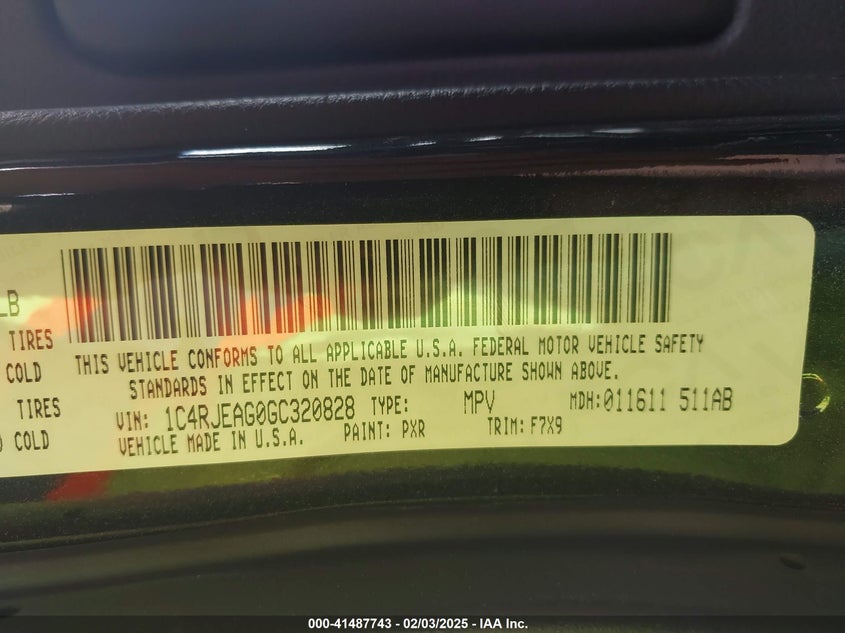 LB
TIRES
COLD
TIRES
COLD
THIS VEHICLE CONFORMS TO ALL APPLICABLE U.S.A. FEDERAL MOTOR VEHICLE SAFETY
STANDARDS IN EFFECT ON THE DATE OF MANUFACTURE SHOWN ABOVE.
VIN: 1C4RJEAG0GC320828 TYPE: MPV MDH:011611 511AB
VEHICLE MADE IN U.S.A. PAINT: PXR TRIM: F7X9
000-41487743 - 02/03/2025 - IAA Inc.